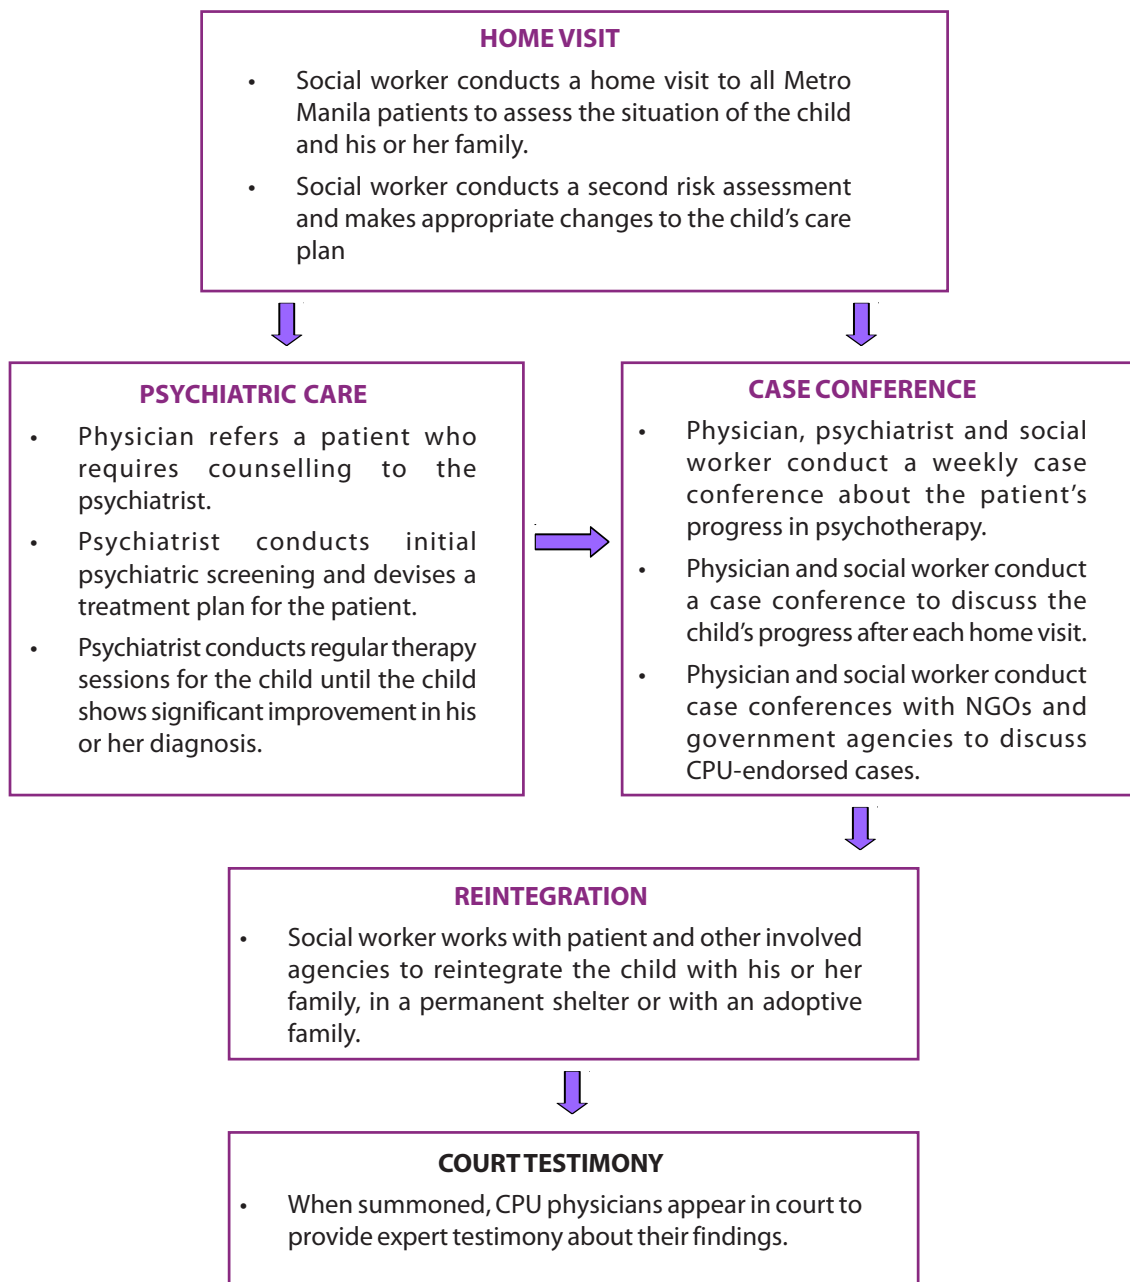 HOME VISIT
• Social worker conducts a home visit to all Metro
Manila patients to assess the situation of the child
and his or her family.
• Social worker conducts a second risk assessment
and makes appropriate changes to the child's care
plan
PSYCHIATRIC CARE
• Physician refers a patient who
requires counselling to the
psychiatrist.
• Psychiatrist conducts initial
psychiatric screening and devises a
treatment plan for the patient.
• Psychiatrist conducts regular therapy
sessions for the child until the child
shows significant improvement in his
or her diagnosis.
CASE CONFERENCE
• Physician, psychiatrist and social
worker conduct a weekly case
conference about the patient's
progress in psychotherapy.
• Physician and social worker conduct
a case conference to discuss the
child's progress after each home visit.
• Physician and social worker conduct
case conferences with NGOs and
government agencies to discuss
CPU-endorsed cases.
REINTEGRATION
• Social worker works with patient and other involved
agencies to reintegrate the child with his or her
family, in a permanent shelter or with an adoptive
family.
COURT TESTIMONY
• When summoned, CPU physicians appear in court to
provide expert testimony about their findings.